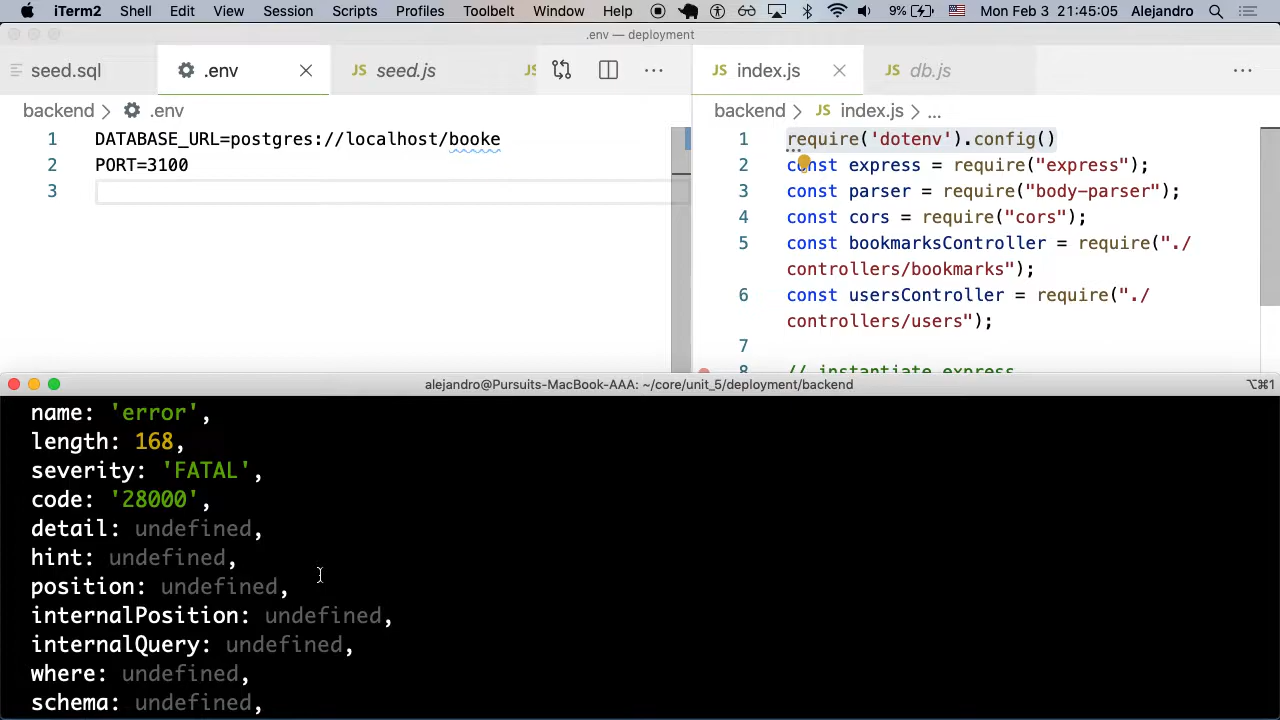 iTerm2 Shell Edit View Session Scripts Profiles Toolbelt Window Help 9% Mon Feb 3 21:45:05 Alejandro
.env — deployment
seed.sql .env JS seed.js JS
JS index.js JS db.js
backend .env
backend JS index.js ...
1 DATABASE_URL=postgres://localhost/booke
2 PORT=3100
3
1 require('dotenv').config()
2 const express = require("express");
3 const parser = require("body-parser");
4 const cors = require("cors");
5 const bookmarksController = require("./
controllers/bookmarks");
6 const usersController = require("./
controllers/users");
7
8 // instantiate express
alejandro@Pursuits-MacBook-AAA: ~/core/unit_5/deployment/backend ⌥⌘1
name: 'error',
length: 168,
severity: 'FATAL',
code: '28000',
detail: undefined,
hint: undefined,
position: undefined,
internalPosition: undefined,
internalQuery: undefined,
where: undefined,
schema: undefined,